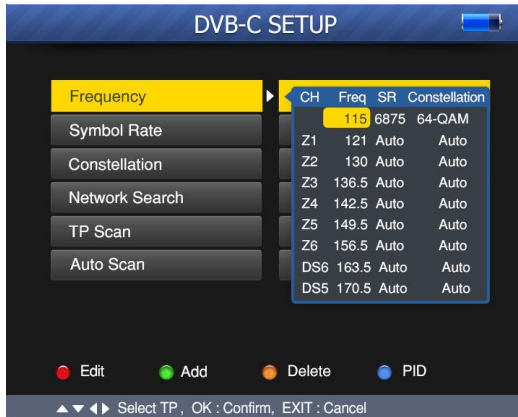 DVB-C SETUP
Frequency
Symbol Rate
Constellation
Network Search
TP Scan
Auto Scan
CH Freq SR Constellation
115 6875 64-QAM
Z1 121 Auto Auto
Z2 130 Auto Auto
Z3 136.5 Auto Auto
Z4 142.5 Auto Auto
Z5 149.5 Auto Auto
Z6 156.5 Auto Auto
DS6 163.5 Auto Auto
DS5 170.5 Auto Auto
Edit Add Delete PID
Select TP, OK : Confirm, EXIT : Cancel